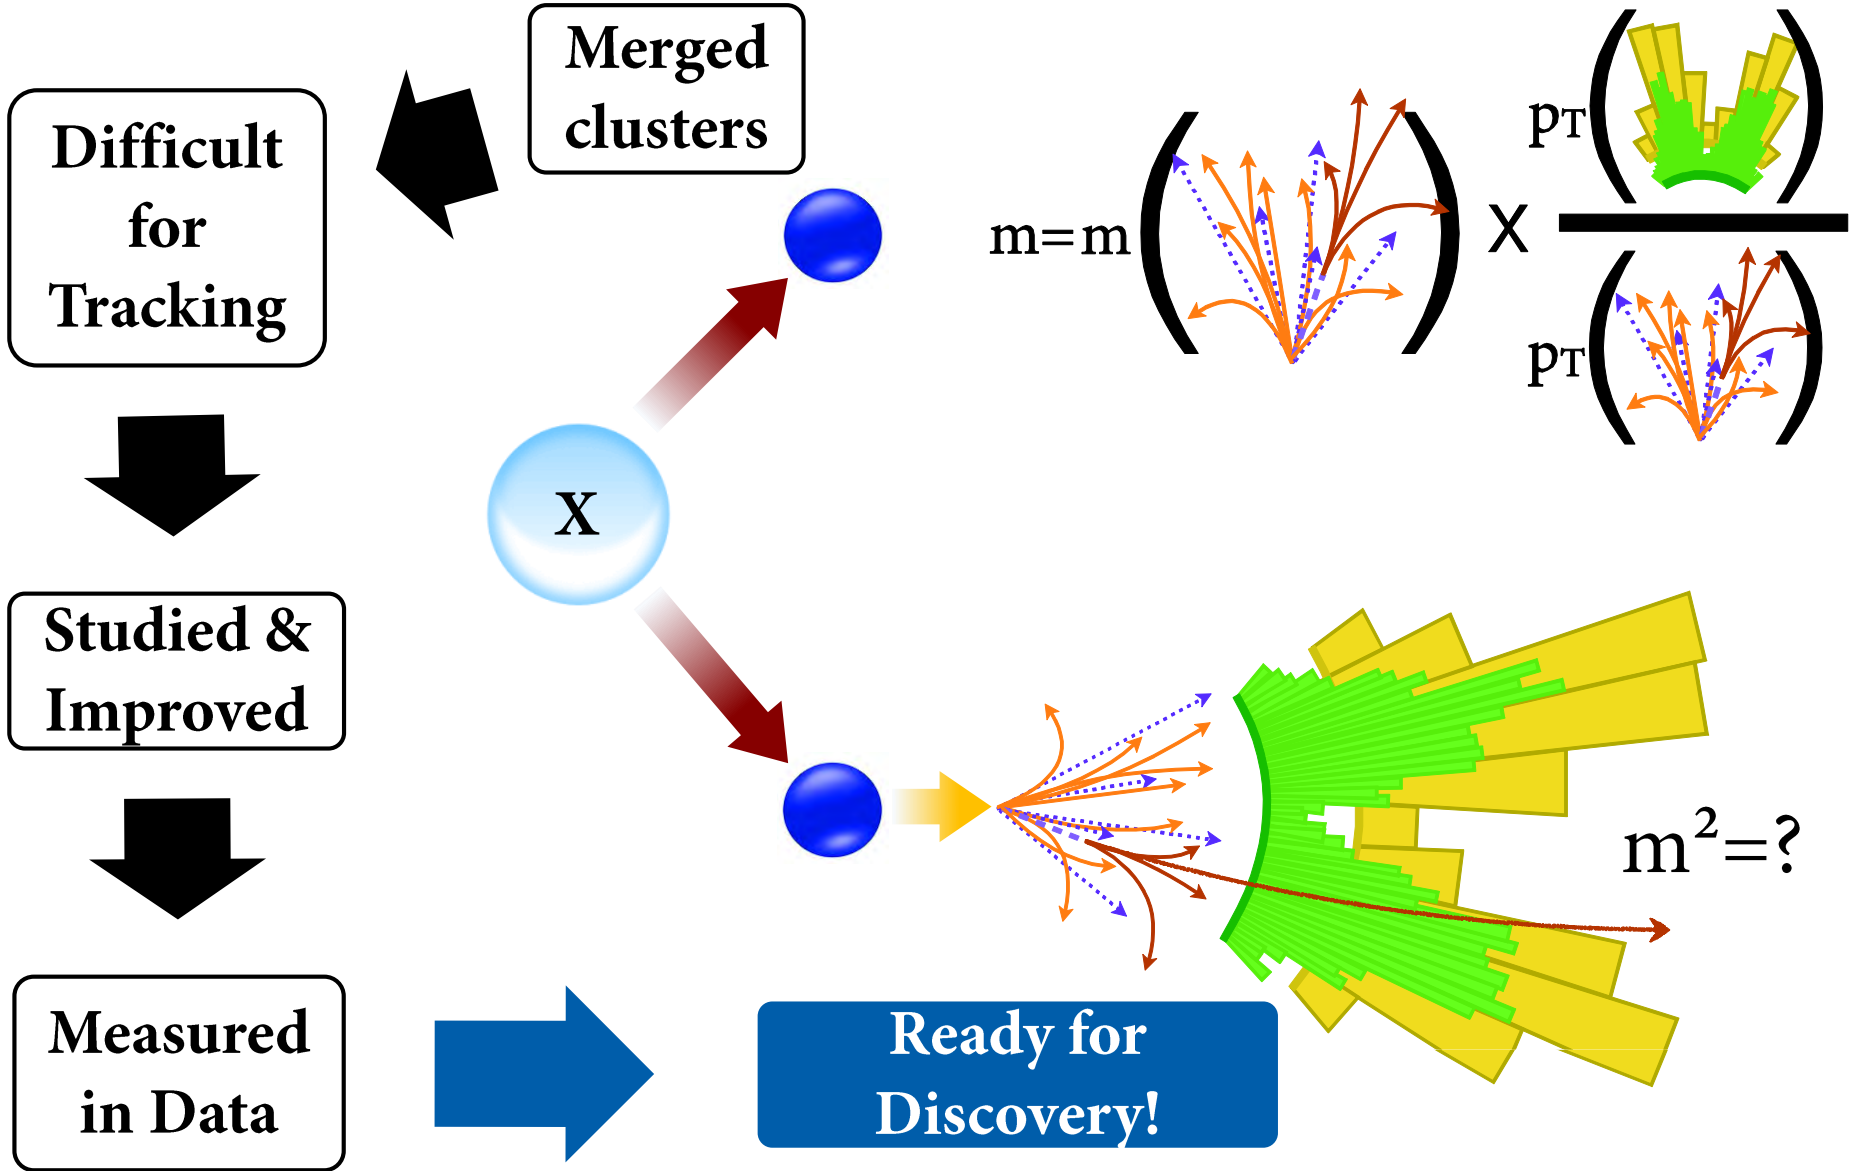 Merged
clusters
Difficult
for
Tracking
Studied &
Improved
Measured
in Data
Ready for
Discovery!
X
m=m
X
pT
pT
m²=?